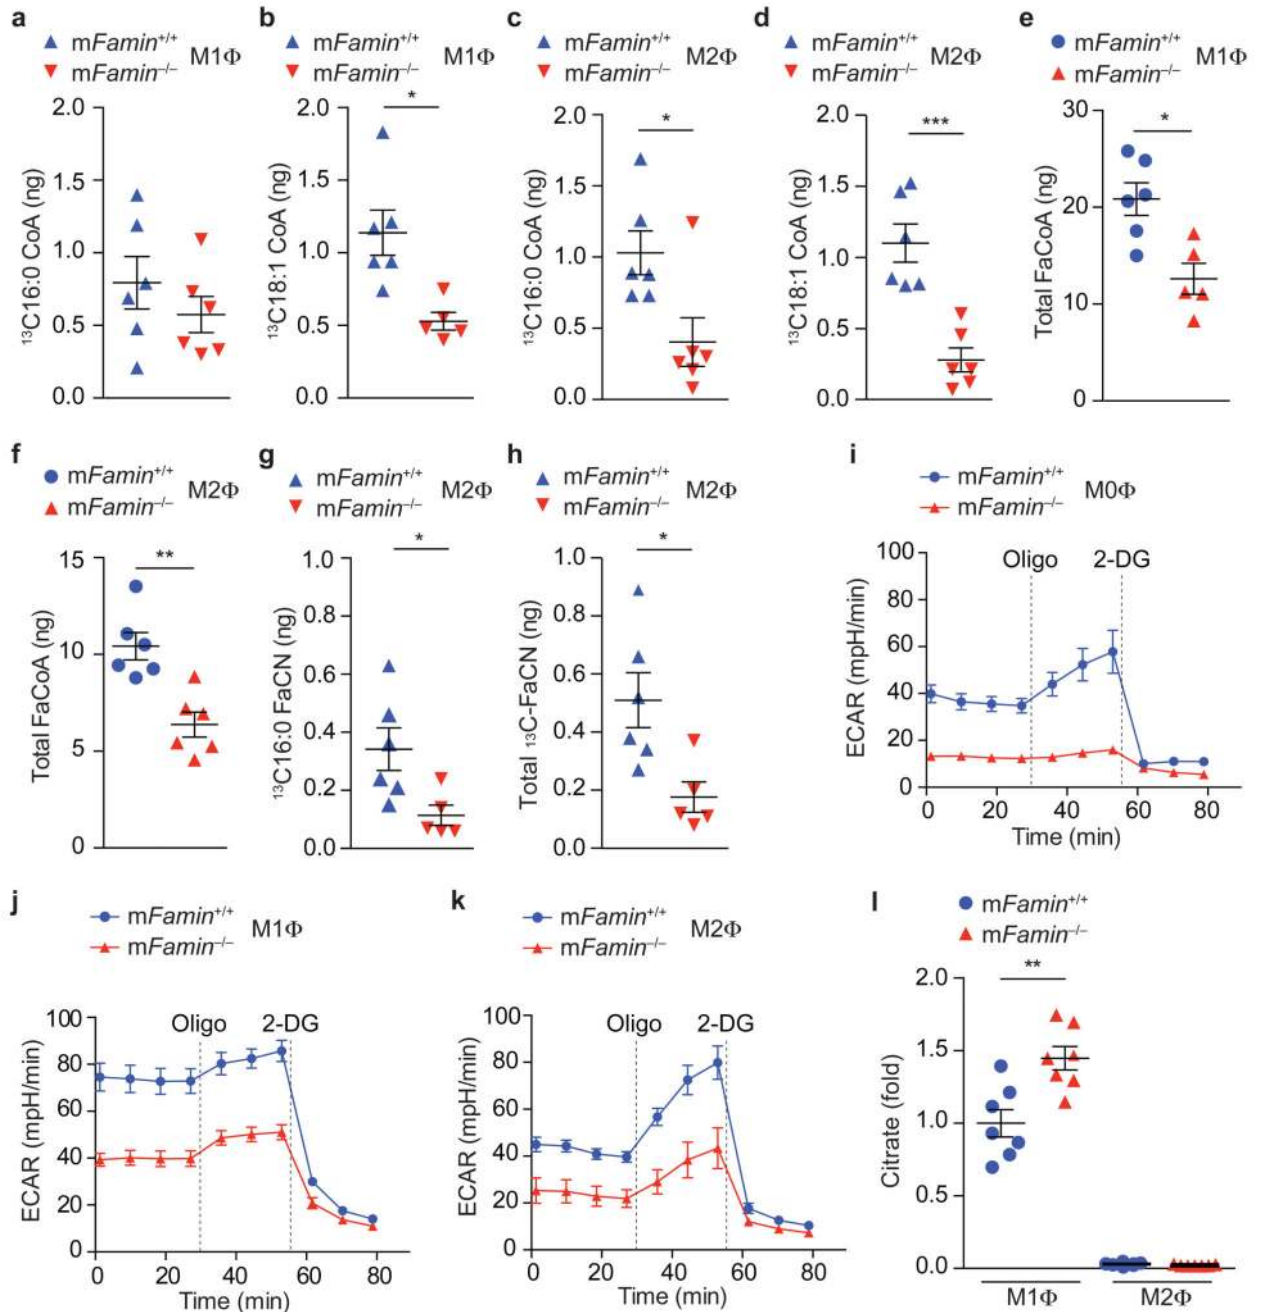 a
mFamin+/+
mFamin–/–
M1Φ
2.0
1.5
1.0
0.5
0.0
13C16:0 CoA (ng)
b
mFamin+/+
mFamin–/–
M1Φ
*
2.0
1.5
1.0
0.5
0.0
13C18:1 CoA (ng)
c
mFamin+/+
mFamin–/–
M2Φ
*
2.0
1.5
1.0
0.5
0.0
13C16:0 CoA (ng)
d
mFamin+/+
mFamin–/–
M2Φ
***
2.0
1.5
1.0
0.5
0.0
13C18:1 CoA (ng)
e
mFamin+/+
mFamin–/–
M1Φ
*
30
20
10
0
Total FaCoA (ng)
f
mFamin+/+
mFamin–/–
M2Φ
**
15
10
5
0
Total FaCoA (ng)
g
mFamin+/+
mFamin–/–
M2Φ
*
1.0
0.8
0.6
0.4
0.2
0.0
13C16:0 FaCN (ng)
h
mFamin+/+
mFamin–/–
M2Φ
*
1.0
0.8
0.6
0.4
0.2
0.0
Total 13C-FaCN (ng)
i
mFamin+/+
mFamin–/–
M0Φ
Oligo 2-DG
100
80
60
40
20
0
ECAR (mpH/min)
0 20 40 60 80
Time (min)
j
mFamin+/+
mFamin–/–
M1Φ
Oligo 2-DG
100
80
60
40
20
0
ECAR (mpH/min)
0 20 40 60 80
Time (min)
k
mFamin+/+
mFamin–/–
M2Φ
Oligo 2-DG
100
80
60
40
20
0
ECAR (mpH/min)
0 20 40 60 80
Time (min)
l
mFamin+/+
mFamin–/–
**
2.0
1.5
1.0
0.5
0.0
Citrate (fold)
M1Φ M2Φ